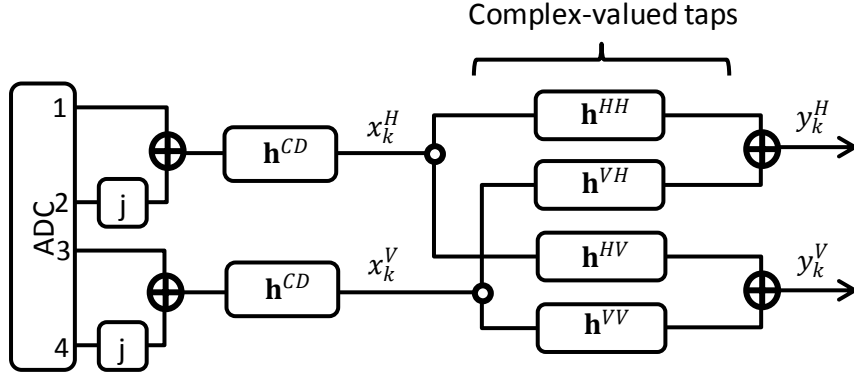 Complex-valued taps
1
2
3
4
ADC
j
j
𝐡^{CD}
𝐡^{CD}
x_k^H
x_k^V
𝐡^{HH}
𝐡^{VH}
𝐡^{HV}
𝐡^{VV}
y_k^H
y_k^V